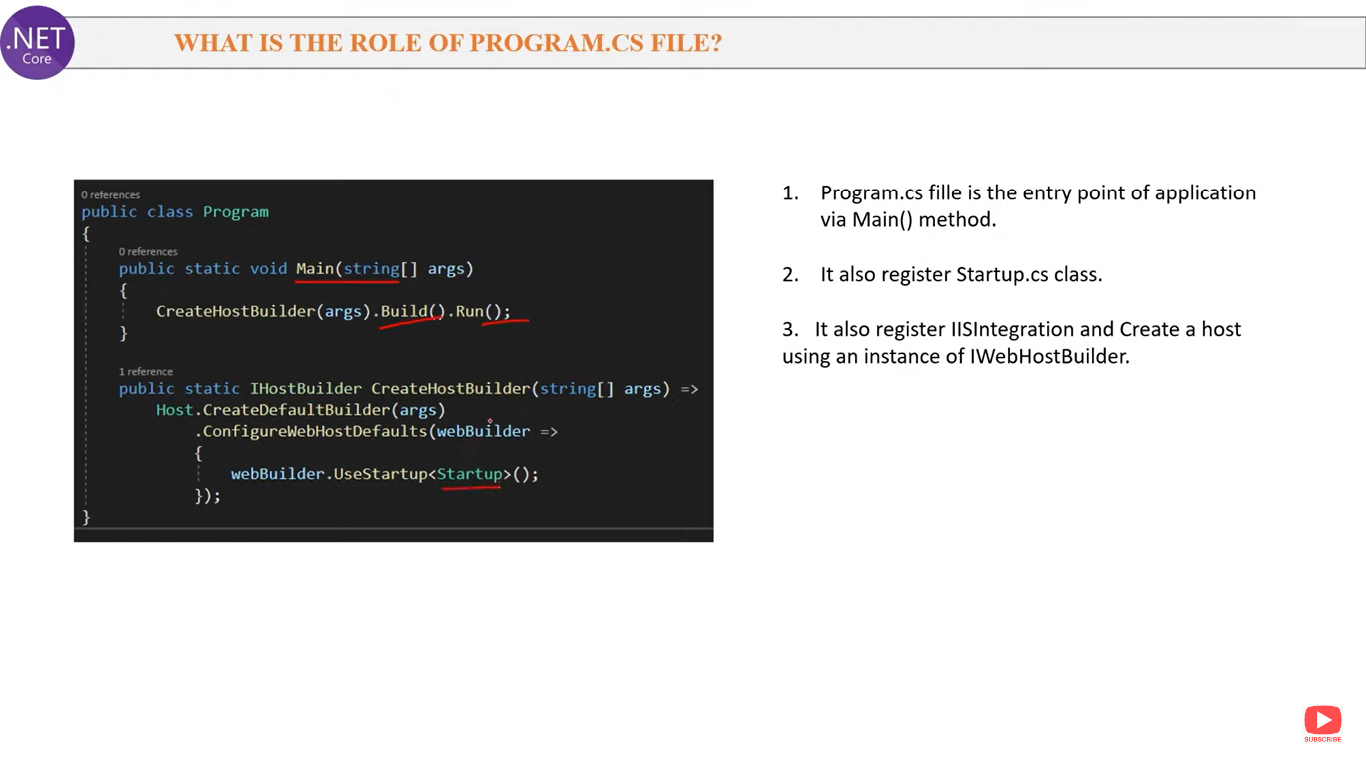 .NET
Core
WHAT IS THE ROLE OF PROGRAM.CS FILE?
0 references
public class Program
{
0 references
public static void Main(string[] args)
{
CreateHostBuilder(args).Build().Run();
}
1 reference
public static IHostBuilder CreateHostBuilder(string[] args) =>
Host.CreateDefaultBuilder(args)
.ConfigureWebHostDefaults(webBuilder =>
{
webBuilder.UseStartup<Startup>();
});
}
1. Program.cs fille is the entry point of application
via Main() method.
2. It also register Startup.cs class.
3. It also register IISIntegration and Create a host
using an instance of IWebHostBuilder.
SUBSCRIBE